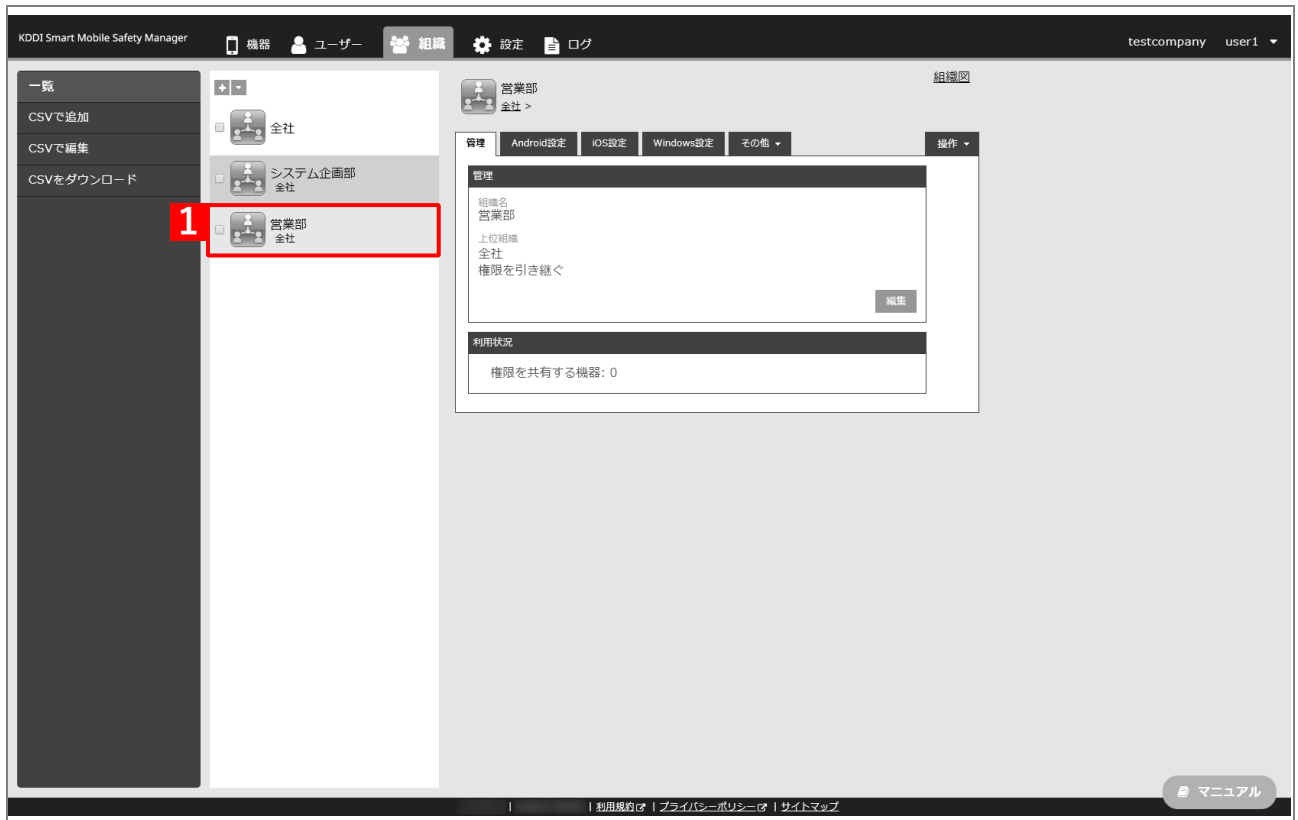 KDDI Smart Mobile Safety Manager
機器
ユーザー
組織
設定
ログ
testcompany user1
一覧
CSVで追加
CSVで編集
CSVをダウンロード
全社
システム企画部
全社
1
営業部
全社
営業部
全社 >
組織図
管理
Android設定
iOS設定
Windows設定
その他
操作
管理
組織名
営業部
上位組織
全社
権限を引き継ぐ
編集
利用状況
権限を共有する機器: 0
マニュアル
| | 利用規約 | プライバシーポリシー | サイトマップ